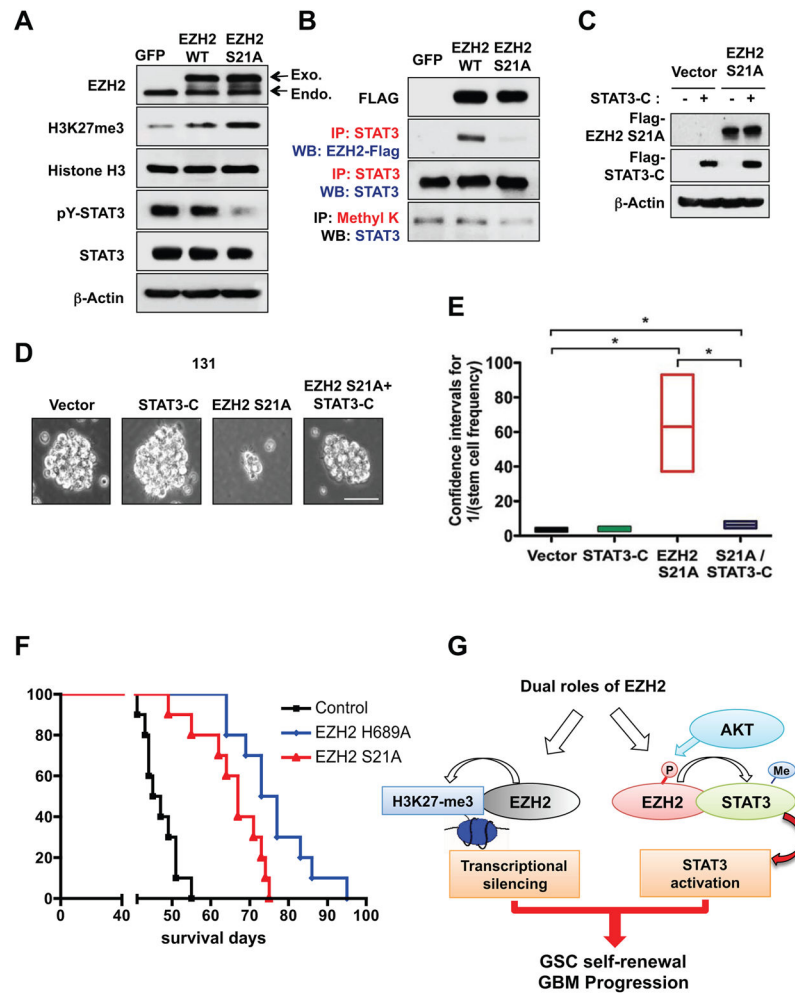 A
GFP
EZH2 WT
EZH2 S21A
EZH2
Exo.
Endo.
H3K27me3
Histone H3
pY-STAT3
STAT3
β-Actin
B
GFP
EZH2 WT
EZH2 S21A
FLAG
IP: STAT3
WB: EZH2-Flag
IP: STAT3
WB: STAT3
IP: Methyl K
WB: STAT3
C
Vector
EZH2 S21A
STAT3-C : - + - +
Flag-
EZH2 S21A
Flag-
STAT3-C
β-Actin
D
131
Vector
STAT3-C
EZH2 S21A
EZH2 S21A+
STAT3-C
E
*
*
*
Confidence intervals for
1/(stem cell frequency)
100
80
60
40
20
0
Vector
STAT3-C
EZH2
S21A
S21A /
STAT3-C
F
100
80
60
40
20
0
Control
EZH2 H689A
EZH2 S21A
0 40 50 60 70 80 90 100
survival days
G
Dual roles of EZH2
AKT
P
Me
H3K27-me3
EZH2
EZH2
STAT3
Transcriptional
silencing
STAT3
activation
GSC self-renewal
GBM Progression